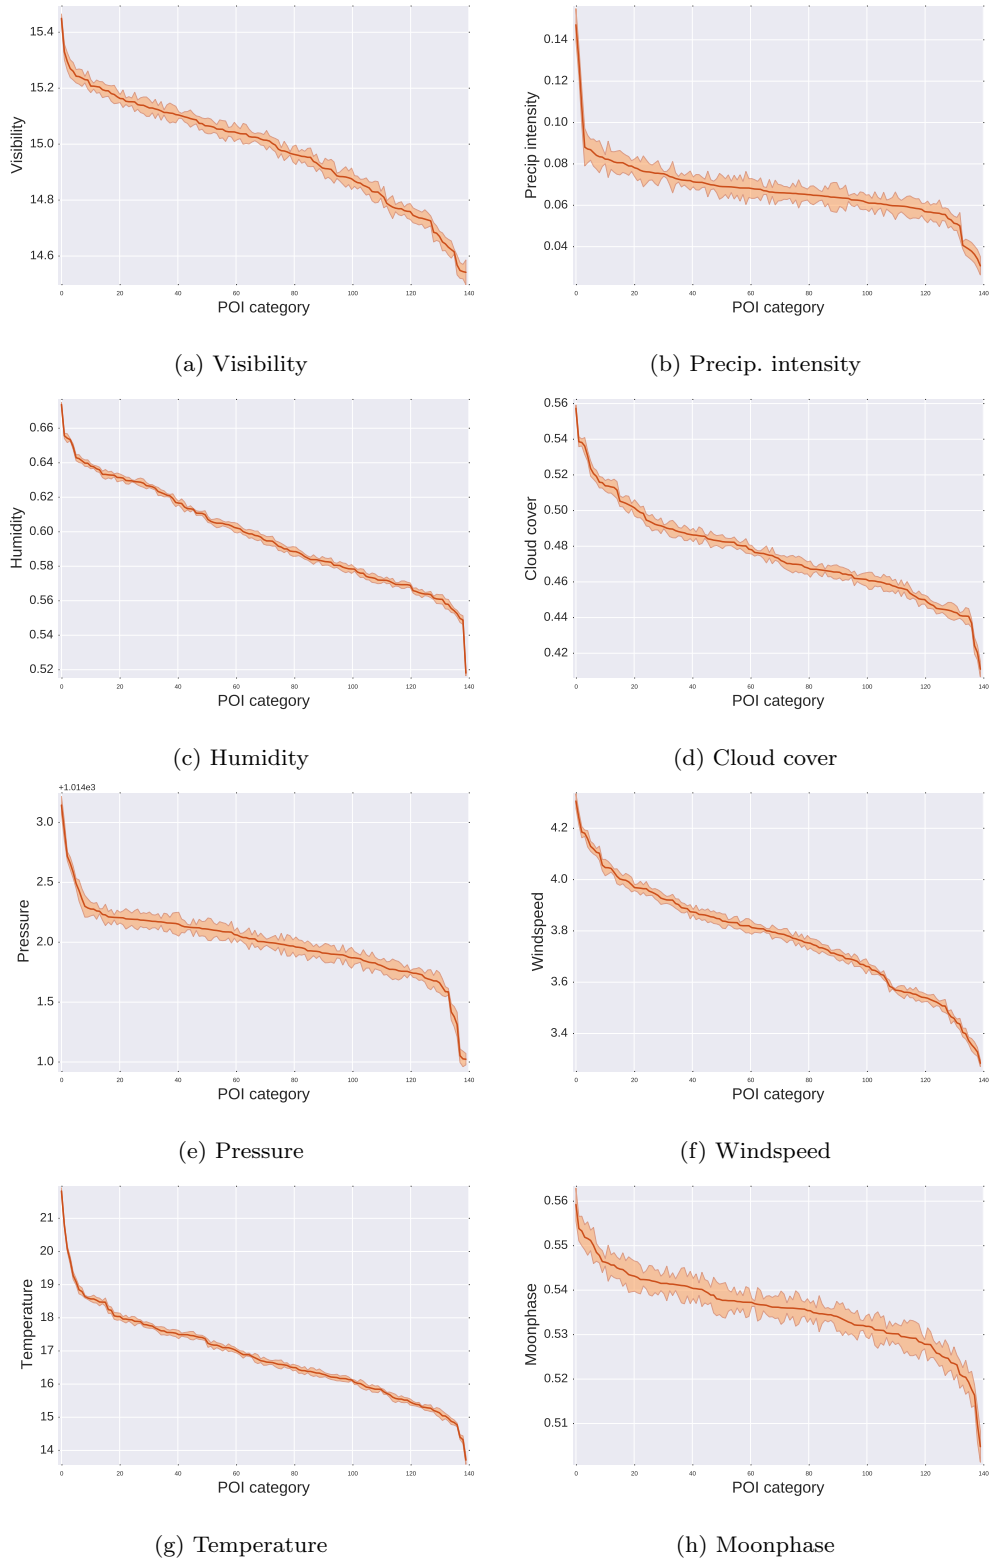 15.4
15.2
15.0
14.8
14.6
Visibility
0 20 40 60 80 100 120 140
POI category
(a) Visibility
0.14
0.12
0.10
0.08
0.06
0.04
Precip intensity
0 20 40 60 80 100 120 140
POI category
(b) Precip. intensity
0.66
0.64
0.62
0.60
0.58
0.56
0.54
0.52
Humidity
0 20 40 60 80 100 120 140
POI category
(c) Humidity
0.56
0.54
0.52
0.50
0.48
0.46
0.44
0.42
Cloud cover
0 20 40 60 80 100 120 140
POI category
(d) Cloud cover
+1.014e3
3.0
2.5
2.0
1.5
1.0
Pressure
0 20 40 60 80 100 120 140
POI category
(e) Pressure
4.2
4.0
3.8
3.6
3.4
Windspeed
0 20 40 60 80 100 120 140
POI category
(f) Windspeed
21
20
19
18
17
16
15
14
Temperature
0 20 40 60 80 100 120 140
POI category
(g) Temperature
0.56
0.55
0.54
0.53
0.52
0.51
Moonphase
0 20 40 60 80 100 120 140
POI category
(h) Moonphase